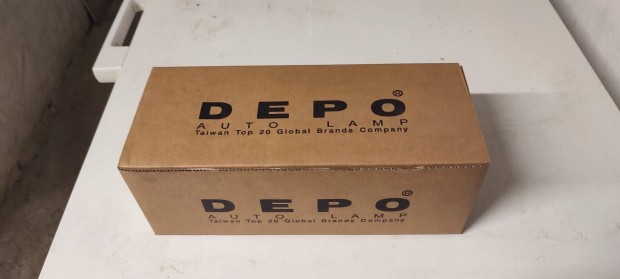 DEPO®
AUTO LAMP
Taiwan Top 20 Global Brands Company
DEPO®
AUTO LAMP
Taiwan Top 20 Global Brands Company